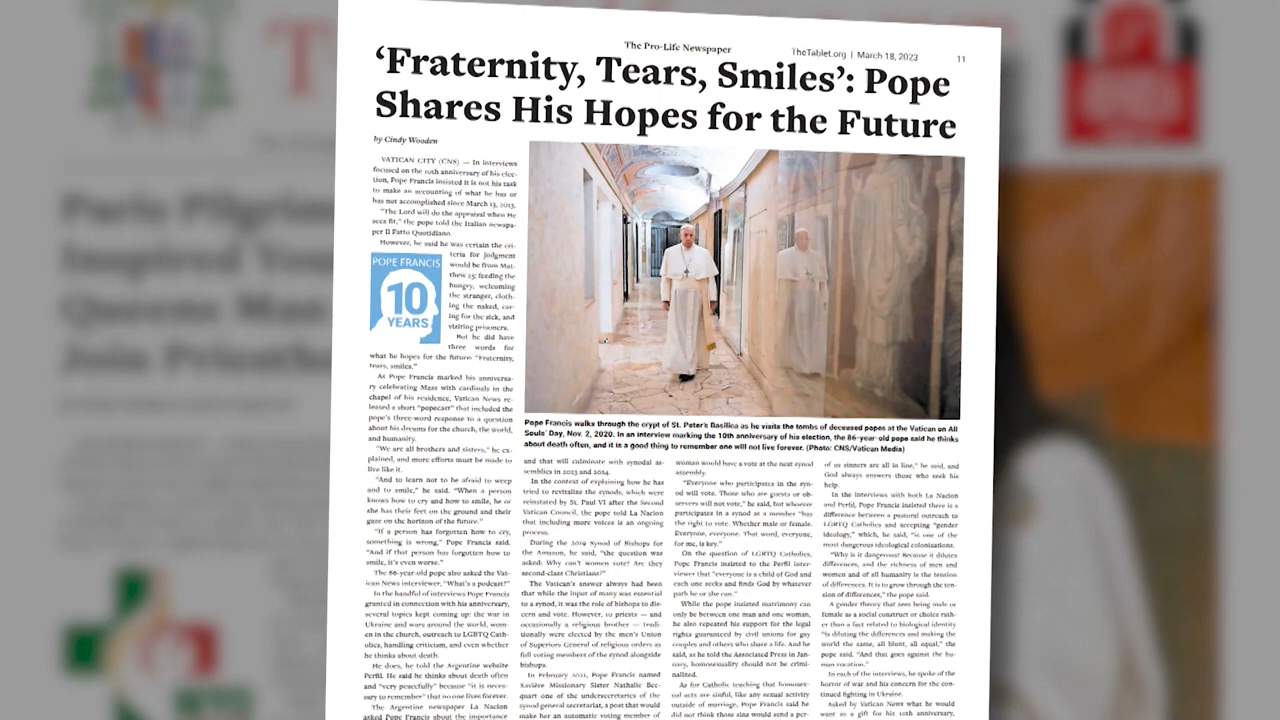 The Pro-Life Newspaper
TheTablet.org | March 18, 2023
11
‘Fraternity, Tears, Smiles’: Pope
Shares His Hopes for the Future
by Cindy Wooden
VATICAN CITY (CNS) — In interviews
focused on the 10th anniversary of his elec-
tion, Pope Francis insisted it is not his task
to make an accounting of what he has or
has not accomplished since March 13, 2013.
“The Lord will do the appraisal when He
sees fit,” the pope told the Italian newspa-
per Il Fatto Quotidiano.
However, he said he was certain the cri-
teria for judgment
would be from Mat-
thew 25: feeding the
hungry, welcoming
the stranger, cloth-
ing the naked, car-
ing for the sick, and
visiting prisoners.
But he did have
three words for
what he hopes for the future: “Fraternity,
tears, smiles.”
POPE FRANCIS
10
YEARS
As Pope Francis marked his anniversa-
ry celebrating Mass with cardinals in the
chapel of his residence, Vatican News re-
leased a short “popecast” that included the
pope’s three-word response to a question
about his dreams for the church, the world,
and humanity.
“We are all brothers and sisters,” he ex-
plained, and more efforts must be made to
live like it.
“And to learn not to be afraid to weep
and to smile,” he said. “When a person
knows how to cry and how to smile, he or
she has their feet on the ground and their
gaze on the horizon of the future.”
“If a person has forgotten how to cry,
something is wrong,” Pope Francis said.
“And if that person has forgotten how to
smile, it’s even worse.”
The 86-year-old pope also asked the Vat-
ican News interviewer, “What’s a podcast?”
In the handful of interviews Pope Francis
granted in connection with his anniversary,
several topics kept coming up: the war in
Ukraine and wars around the world, wom-
en in the church, outreach to LGBTQ Cath-
olics, handling criticism, and even whether
he thinks about death.
He does, he told the Argentine website
Perfil. He said he thinks about death often
and “very peacefully” because “it is neces-
sary to remember” that no one lives forever.
The Argentine newspaper La Nacion
asked Pope Francis about the importance
Pope Francis walks through the crypt of St. Peter’s Basilica as he visits the tombs of deceased popes at the Vatican on All
Souls’ Day, Nov. 2, 2020. In an interview marking the 10th anniversary of his election, the 86-year-old pope said he thinks
about death often, and it is a good thing to remember one will not live forever. (Photo: CNS/Vatican Media)
and that will culminate with synodal as-
semblies in 2023 and 2024.
In the context of explaining how he has
tried to revitalize the synods, which were
reinstated by St. Paul VI after the Second
Vatican Council, the pope told La Nacion
that including more voices is an ongoing
process.
During the 2019 Synod of Bishops for
the Amazon, he said, “the question was
asked: Why can’t women vote? Are they
second-class Christians?”
The Vatican’s answer always had been
that while the input of many was essential
to a synod, it was the role of bishops to dis-
cern and vote. However, 10 priests — and
occasionally a religious brother — tradi-
tionally were elected by the men’s Union
of Superiors General of religious orders as
full voting members of the synod alongside
bishops.
In February 2021, Pope Francis named
Xavière Missionary Sister Nathalie Bec-
quart one of the undersecretaries of the
synod general secretariat, a post that would
make her an automatic voting member of
woman would have a vote at the next synod
assembly.
“Everyone who participates in the syn-
od will vote. Those who are guests or ob-
servers will not vote,” he said, but whoever
participates in a synod as a member “has
the right to vote. Whether male or female.
Everyone, everyone. That word, everyone,
for me, is key.”
On the question of LGBTQ Catholics,
Pope Francis insisted to the Perfil inter-
viewer that “everyone is a child of God and
each one seeks and finds God by whatever
path he or she can.”
While the pope insisted matrimony can
only be between one man and one woman,
he also repeated his support for the legal
rights guaranteed by civil unions for gay
couples and others who share a life. And he
said, as he told the Associated Press in Jan-
uary, homosexuality should not be crimi-
nalized.
As for Catholic teaching that homosex-
ual acts are sinful, like any sexual activity
outside of marriage, Pope Francis said he
did not think those sins would send a per-
of us sinners are all in line,” he said, and
God always answers those who seek his
help.
In the interviews with both La Nacion
and Perfil, Pope Francis insisted there is a
difference between a pastoral outreach to
LGBTQ Catholics and accepting “gender
ideology,” which, he said, “is one of the
most dangerous ideological colonizations.
“Why is it dangerous? Because it dilutes
differences, and the richness of men and
women and of all humanity is the tension
of differences. It is to grow through the ten-
sion of differences,” the pope said.
A gender theory that sees being male or
female as a social construct or choice rath-
er than a fact related to biological identity
“is diluting the differences and making the
world the same, all blunt, all equal,” the
pope said. “And that goes against the hu-
man vocation.”
In each of the interviews, he spoke of the
horror of war and his concern for the con-
tinued fighting in Ukraine.
Asked by Vatican News what he would
want as a gift for his 10th anniversary,